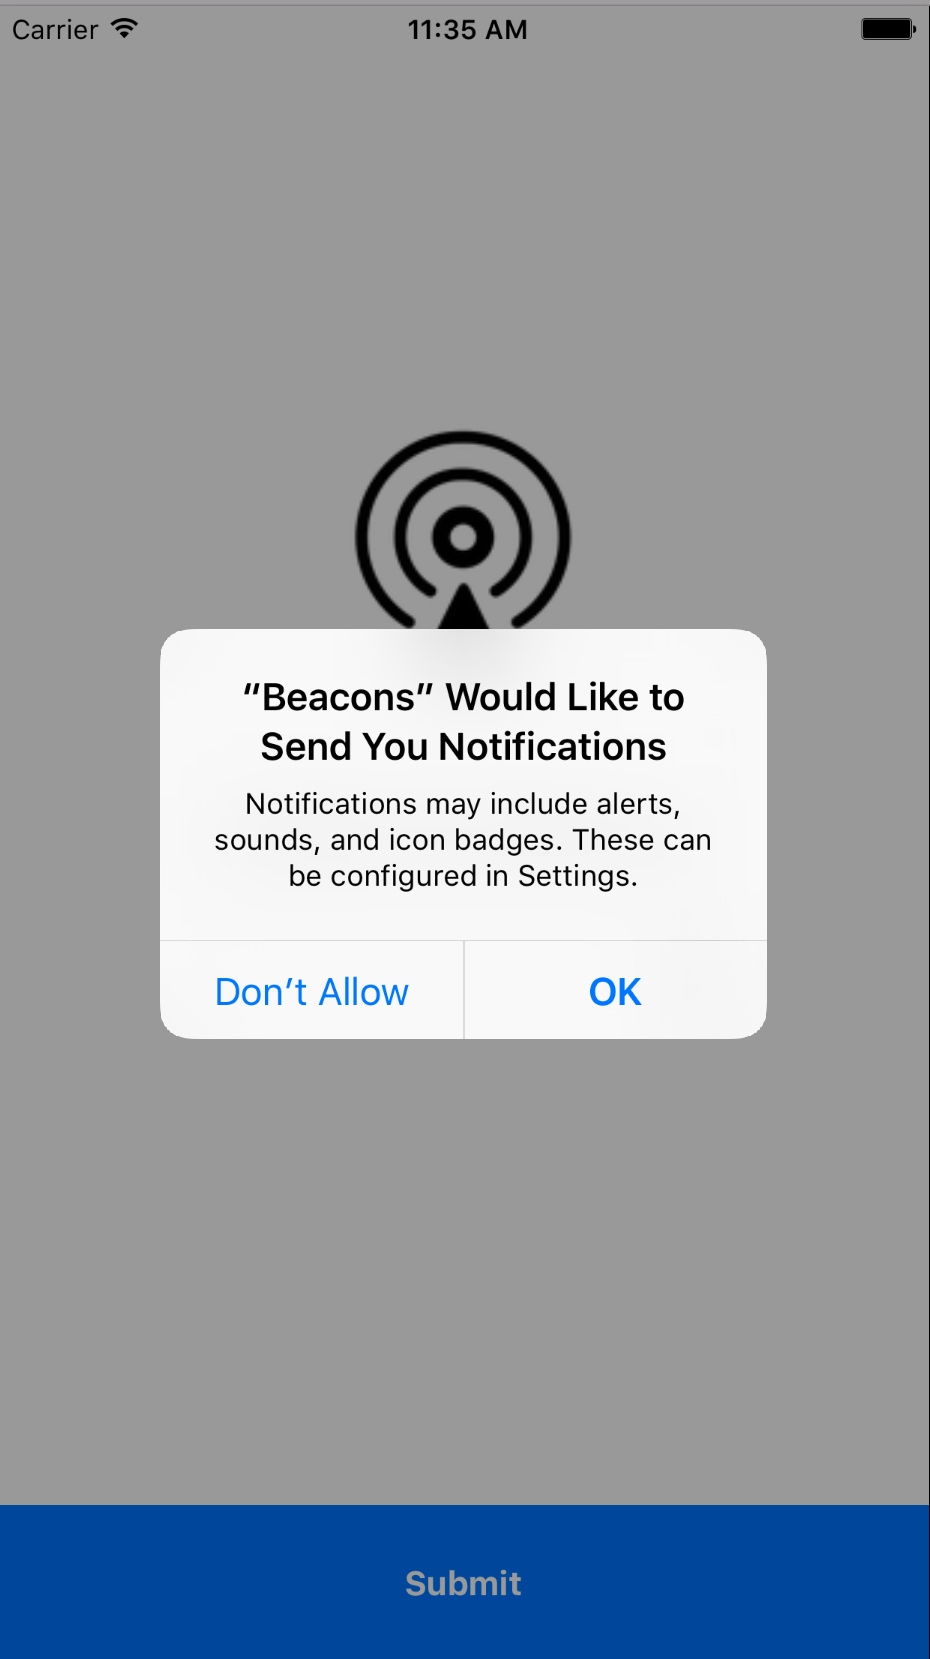 Carrier
11:35 AM
“Beacons” Would Like to
Send You Notifications
Notifications may include alerts,
sounds, and icon badges. These can
be configured in Settings.
Don’t Allow
OK
Submit